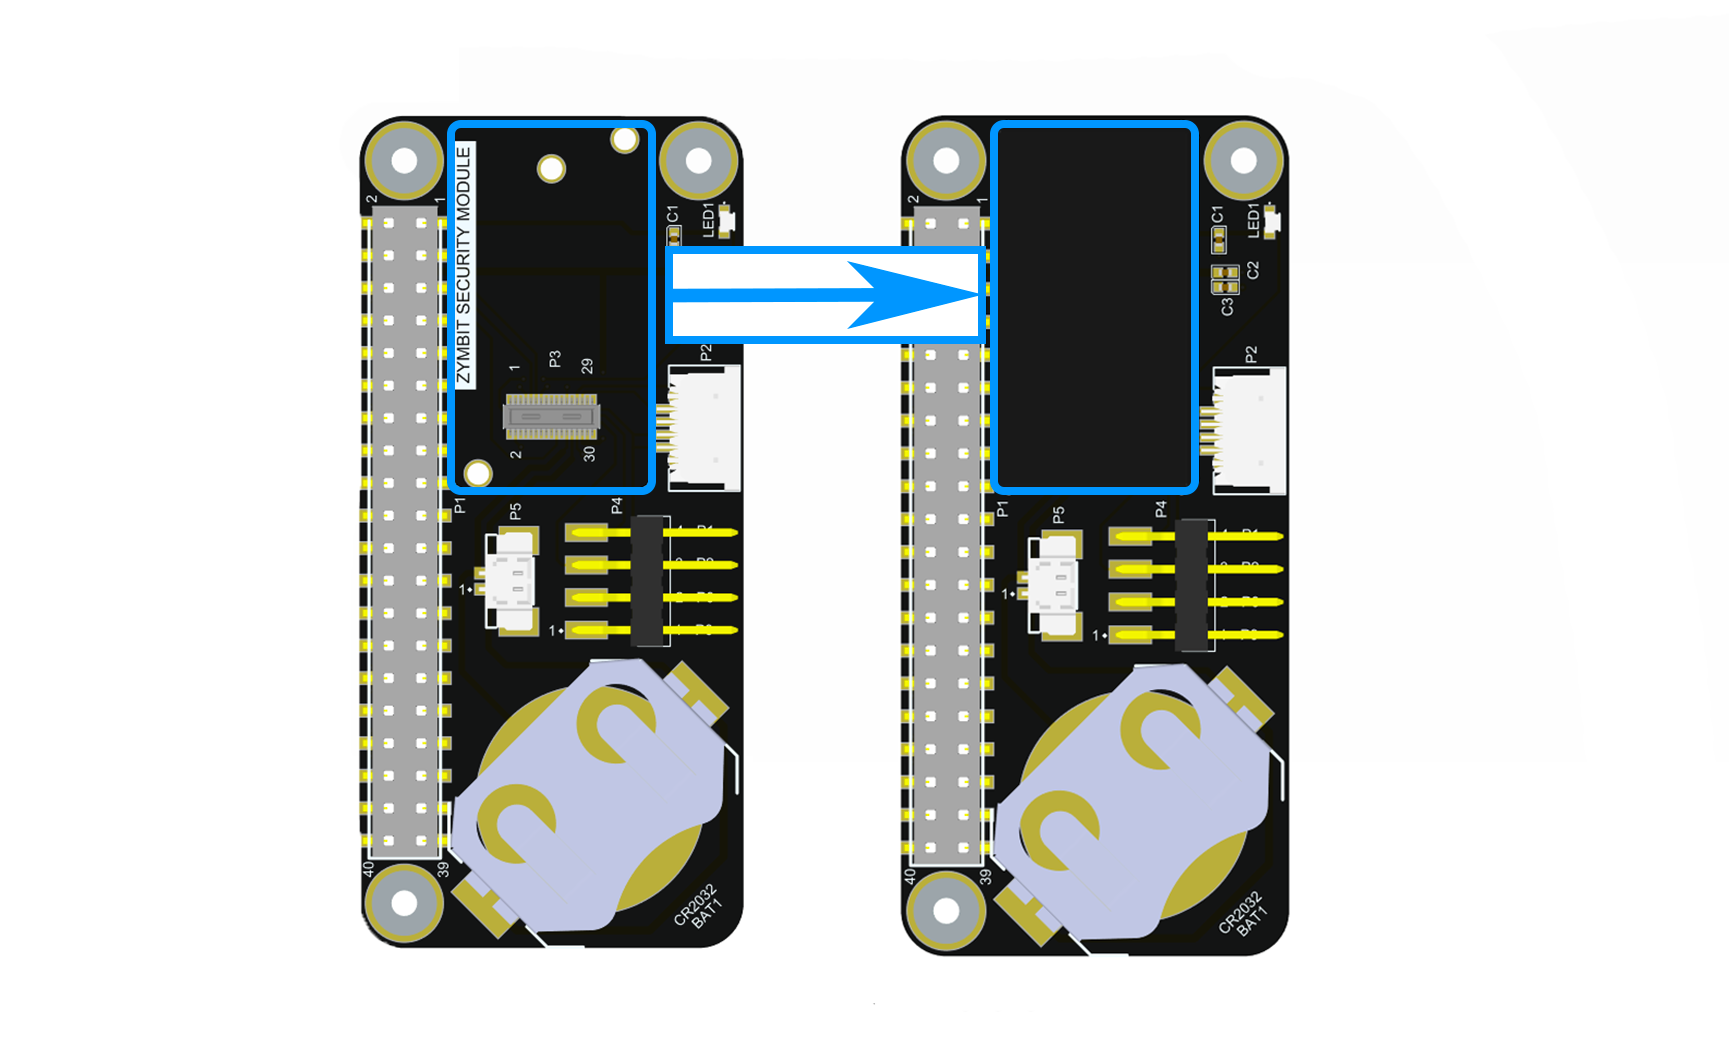 2
1
ZYMBIT SECURITY MODULE
C1
LED1
1
P3
29
2
30
P2
P1
P5
P4
1
1
40
39
CR2032
BAT1
2
1
C1
LED1
C2
C3
P2
P1
P5
P4
1
1
40
39
CR2032
BAT1